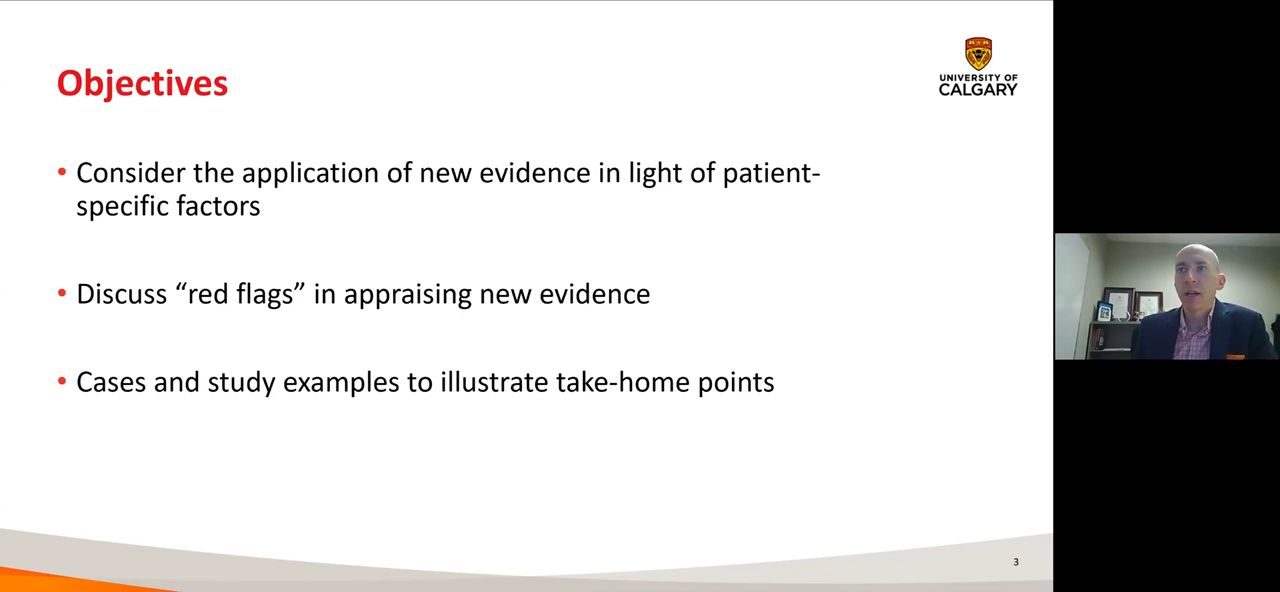 Objectives
UNIVERSITY OF
CALGARY
• Consider the application of new evidence in light of patient-
specific factors
• Discuss “red flags” in appraising new evidence
• Cases and study examples to illustrate take-home points
3